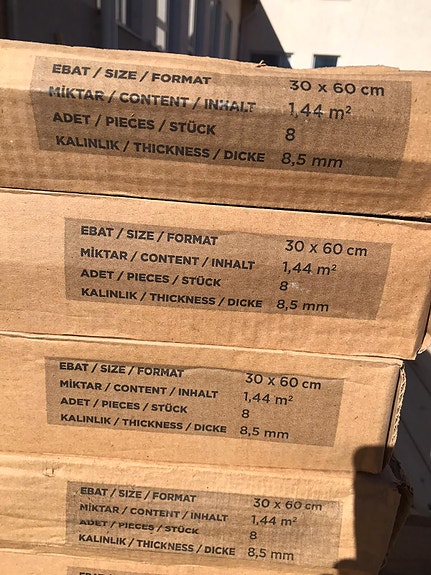 EBAT / SIZE / FORMAT 30 x 60 cm
MİKTAR / CONTENT / INHALT 1,44 m²
ADET / PIECES / STÜCK 8
KALINLIK / THICKNESS / DICKE 8,5 mm
EBAT / SIZE / FORMAT 30 x 60 cm
MİKTAR / CONTENT / INHALT 1,44 m²
ADET / PIECES / STÜCK 8
KALINLIK / THICKNESS / DICKE 8,5 mm
EBAT / SIZE / FORMAT 30 x 60 cm
MİKTAR / CONTENT / INHALT 1,44 m²
ADET / PIECES / STÜCK 8
KALINLIK / THICKNESS / DICKE 8,5 mm
EBAT / SIZE / FORMAT 30 x 60 cm
MİKTAR / CONTENT / INHALT 1,44 m²
ADET / PIECES / STÜCK 8
KALINLIK / THICKNESS / DICKE 8,5 mm